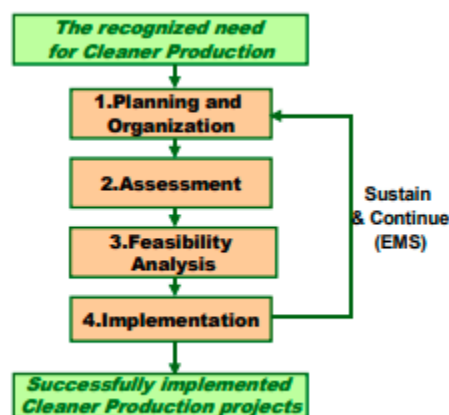 The recognized need
for Cleaner Production
1.Planning and
Organization
2.Assessment
Sustain
& Continue
(EMS)
3.Feasibility
Analysis
4.Implementation
Successfully implemented
Cleaner Production projects